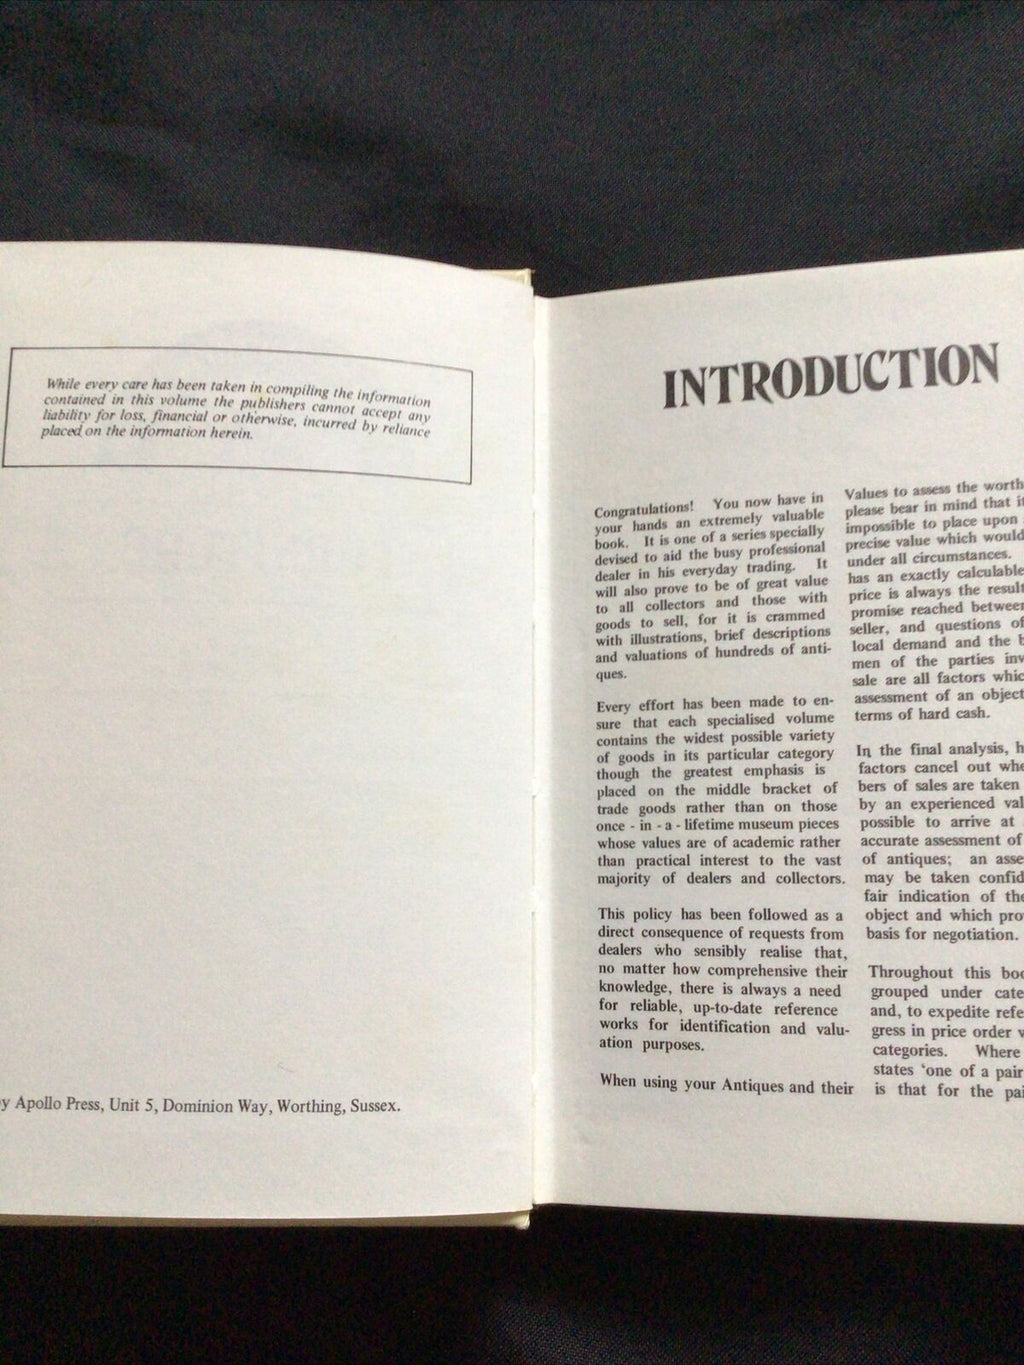 While every care has been taken in compiling the information
contained in this volume the publishers cannot accept any
liability for loss, financial or otherwise, incurred by reliance
placed on the information herein.
y Apollo Press, Unit 5, Dominion Way, Worthing, Sussex.
INTRODUCTION
Congratulations! You now have in
your hands an extremely valuable
book. It is one of a series specially
devised to aid the busy professional
dealer in his everyday trading. It
will also prove to be of great value
to all collectors and those with
goods to sell, for it is crammed
with illustrations, brief descriptions
and valuations of hundreds of anti-
ques.
Every effort has been made to en-
sure that each specialised volume
contains the widest possible variety
of goods in its particular category
though the greatest emphasis is
placed on the middle bracket of
trade goods rather than on those
once - in - a - lifetime museum pieces
whose values are of academic rather
than practical interest to the vast
majority of dealers and collectors.
This policy has been followed as a
direct consequence of requests from
dealers who sensibly realise that,
no matter how comprehensive their
knowledge, there is always a need
for reliable, up-to-date reference
works for identification and valu-
ation purposes.
When using your Antiques and their
Values to assess the worth
please bear in mind that i
impossible to place upon
precise value which would
under all circumstances.
has an exactly calculable
price is always the result
promise reached between
seller, and questions of
local demand and the b
men of the parties inv
sale are all factors whic
assessment of an object
terms of hard cash.
In the final analysis, h
factors cancel out whe
bers of sales are taken
by an experienced val
possible to arrive at
accurate assessment of
of antiques; an asse
may be taken confid
fair indication of the
object and which pro
basis for negotiation.
Throughout this boo
grouped under cate
and, to expedite refe
gress in price order
categories. Where
states 'one of a pair
is that for the pai